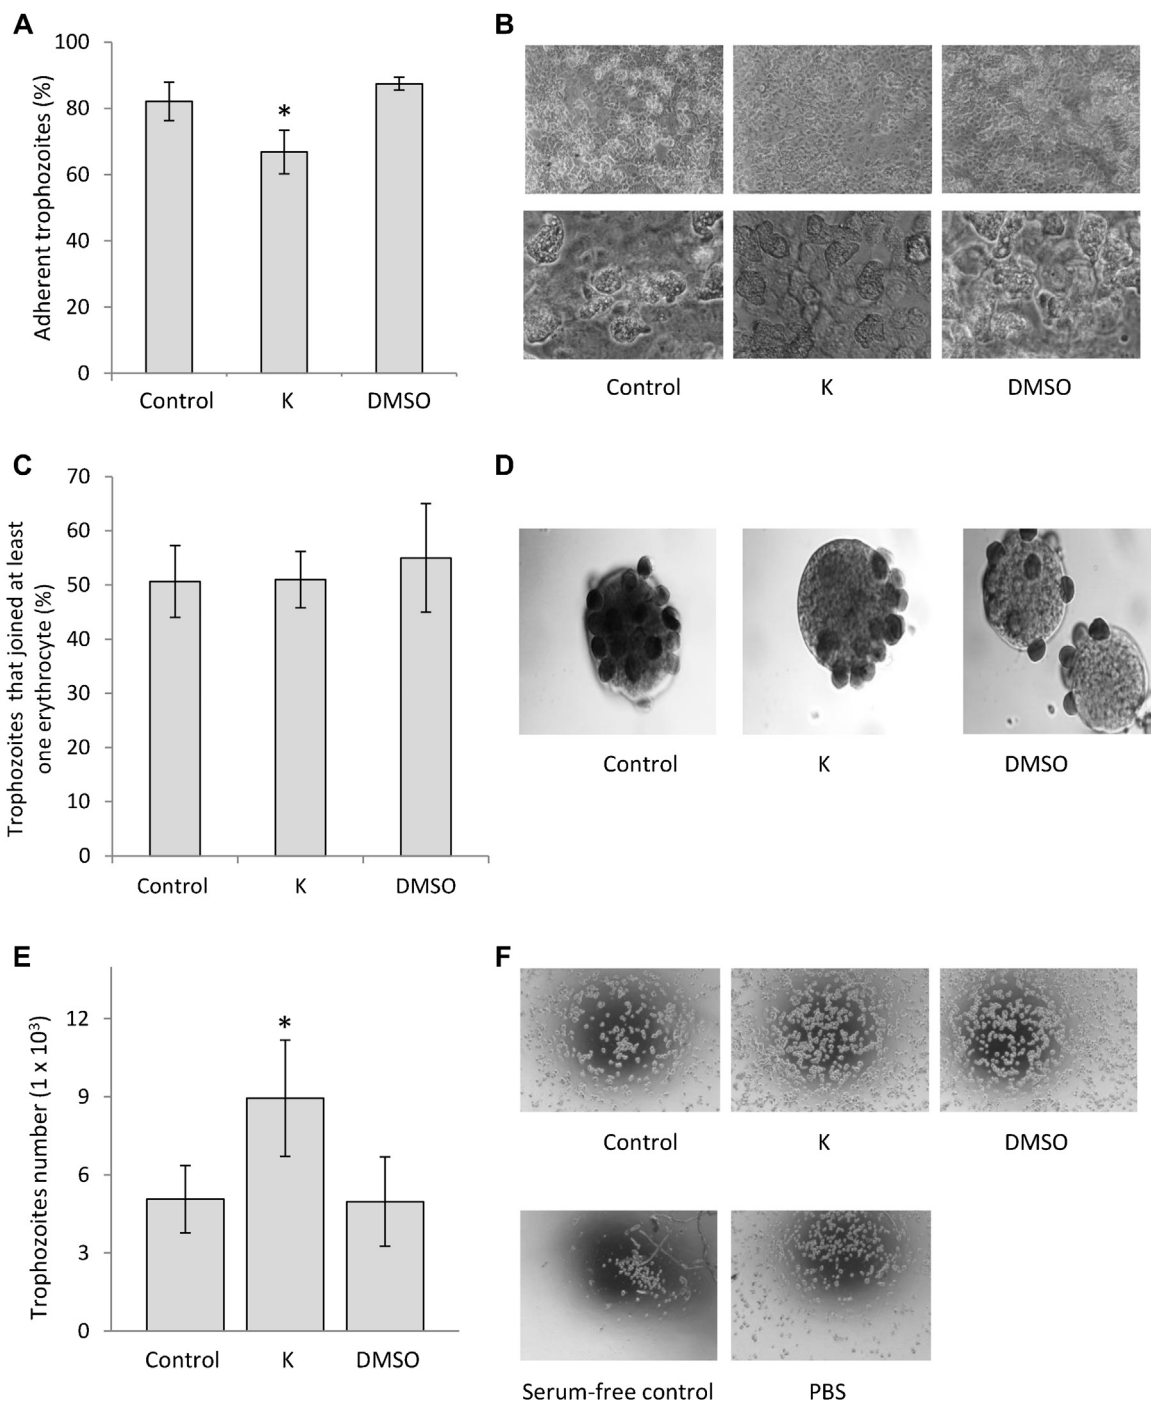 A
B
Adherent trophozoites (%)
100
80
60
40
20
0
*
Control K DMSO
Control K DMSO
C
D
Trophozoites that joined at least
one erythrocyte (%)
70
60
50
40
30
20
10
0
Control K DMSO
Control K DMSO
E
F
Trophozoites number (1 x 10³)
12
9
6
3
0
*
Control K DMSO
Control K DMSO
Serum-free control PBS